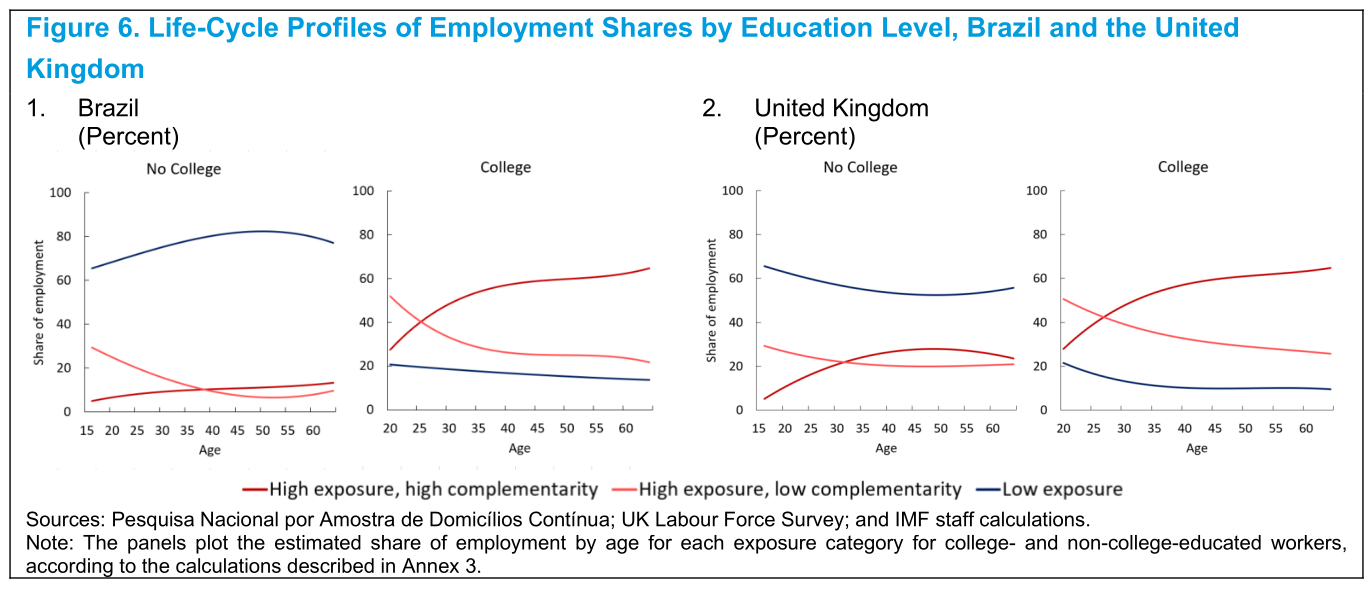 Figure 6. Life-Cycle Profiles of Employment Shares by Education Level, Brazil and the United
Kingdom
1. Brazil
(Percent)
No College
College
100
80
60
40
20
0
Share of employment
15 20 25 30 35 40 45 50 55 60
Age
100
80
60
40
20
0
20 25 30 35 40 45 50 55 60
Age
2. United Kingdom
(Percent)
No College
College
100
80
60
40
20
0
Share of employment
15 20 25 30 35 40 45 50 55 60
Age
100
80
60
40
20
0
20 25 30 35 40 45 50 55 60
Age
High exposure, high complementarity High exposure, low complementarity Low exposure
Sources: Pesquisa Nacional por Amostra de Domicílios Contínua; UK Labour Force Survey; and IMF staff calculations.
Note: The panels plot the estimated share of employment by age for each exposure category for college- and non-college-educated workers,
according to the calculations described in Annex 3.